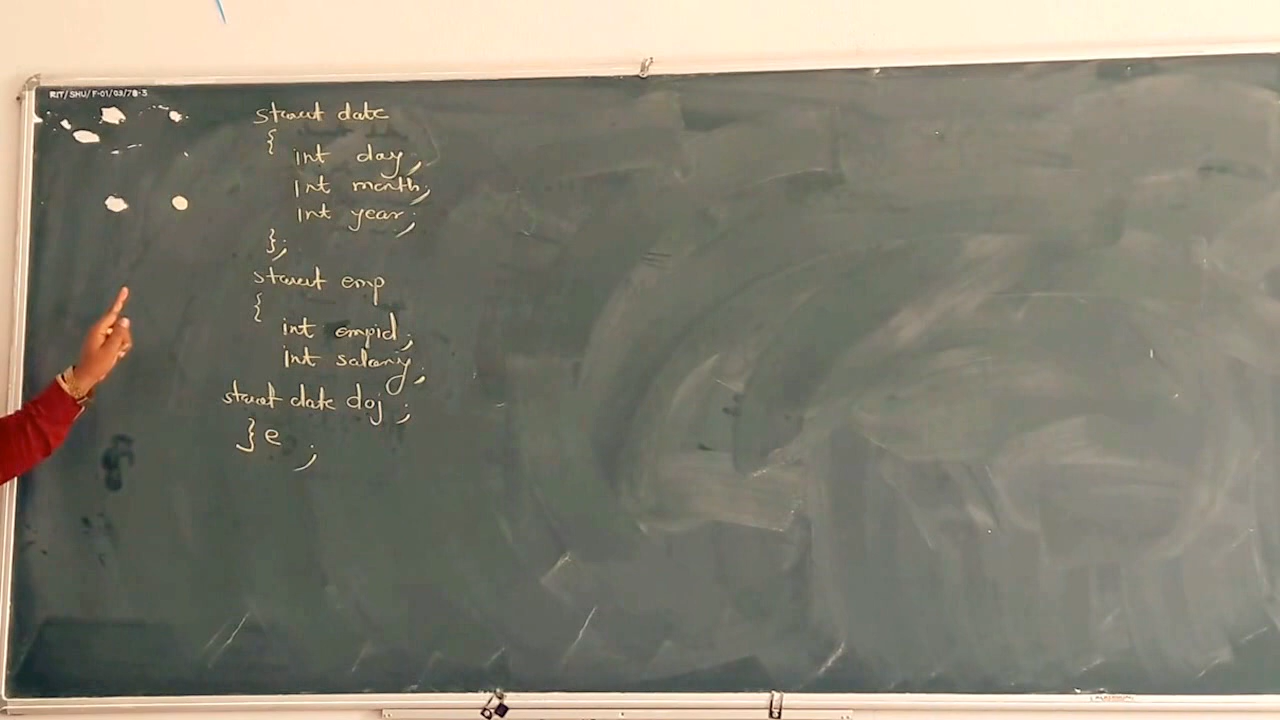 RIT/SHU/F-01/03/78-3
struct date
{
int day;
int month;
int year;
};
struct emp
{
int empid;
int salary;
struct date doj;
}e;